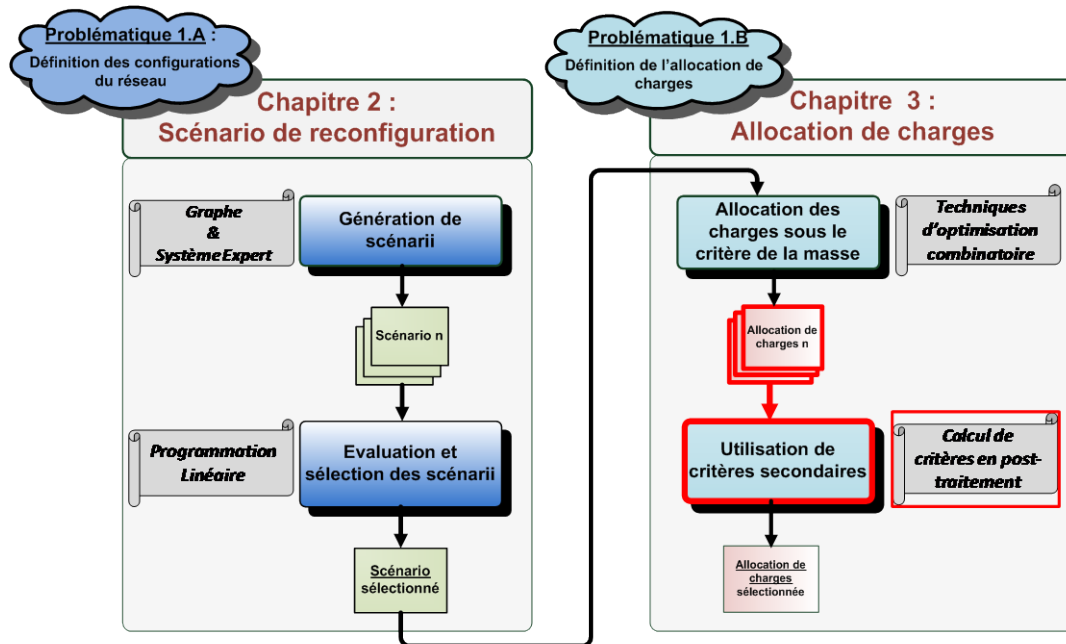 Problématique 1.A :
Définition des configurations
du réseau
Chapitre 2 :
Scénario de reconfiguration
Graphe
&
Système Expert
Génération de
scénarii
Scénario n
Programmation
Linéaire
Evaluation et
sélection des scénarii
Scénario
sélectionné
Problématique 1.B
Définition de l'allocation de
charges
Chapitre 3 :
Allocation de charges
Allocation des
charges sous le
critère de la masse
Techniques
d'optimisation
combinatoire
Allocation de
charges n
Utilisation de
critères secondaires
Calcul de
critères en post-
traitement
Allocation de
charges
sélectionnée